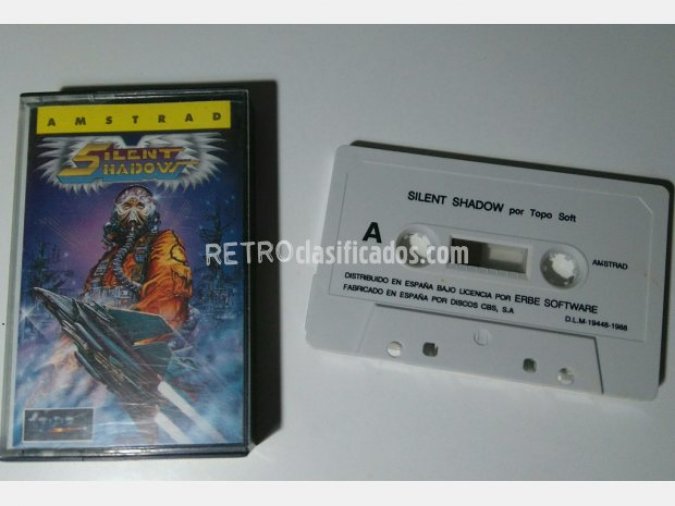 AMSTRAD
SILENT
SHADOW
RETROclasificados.com
SILENT SHADOW por Topo Soft
A
AMSTRAD
DISTRIBUIDO EN ESPAÑA BAJO LICENCIA POR ERBE SOFTWARE
FABRICADO EN ESPAÑA POR DISCOS CBS, S.A
D.L.M-19448-1988